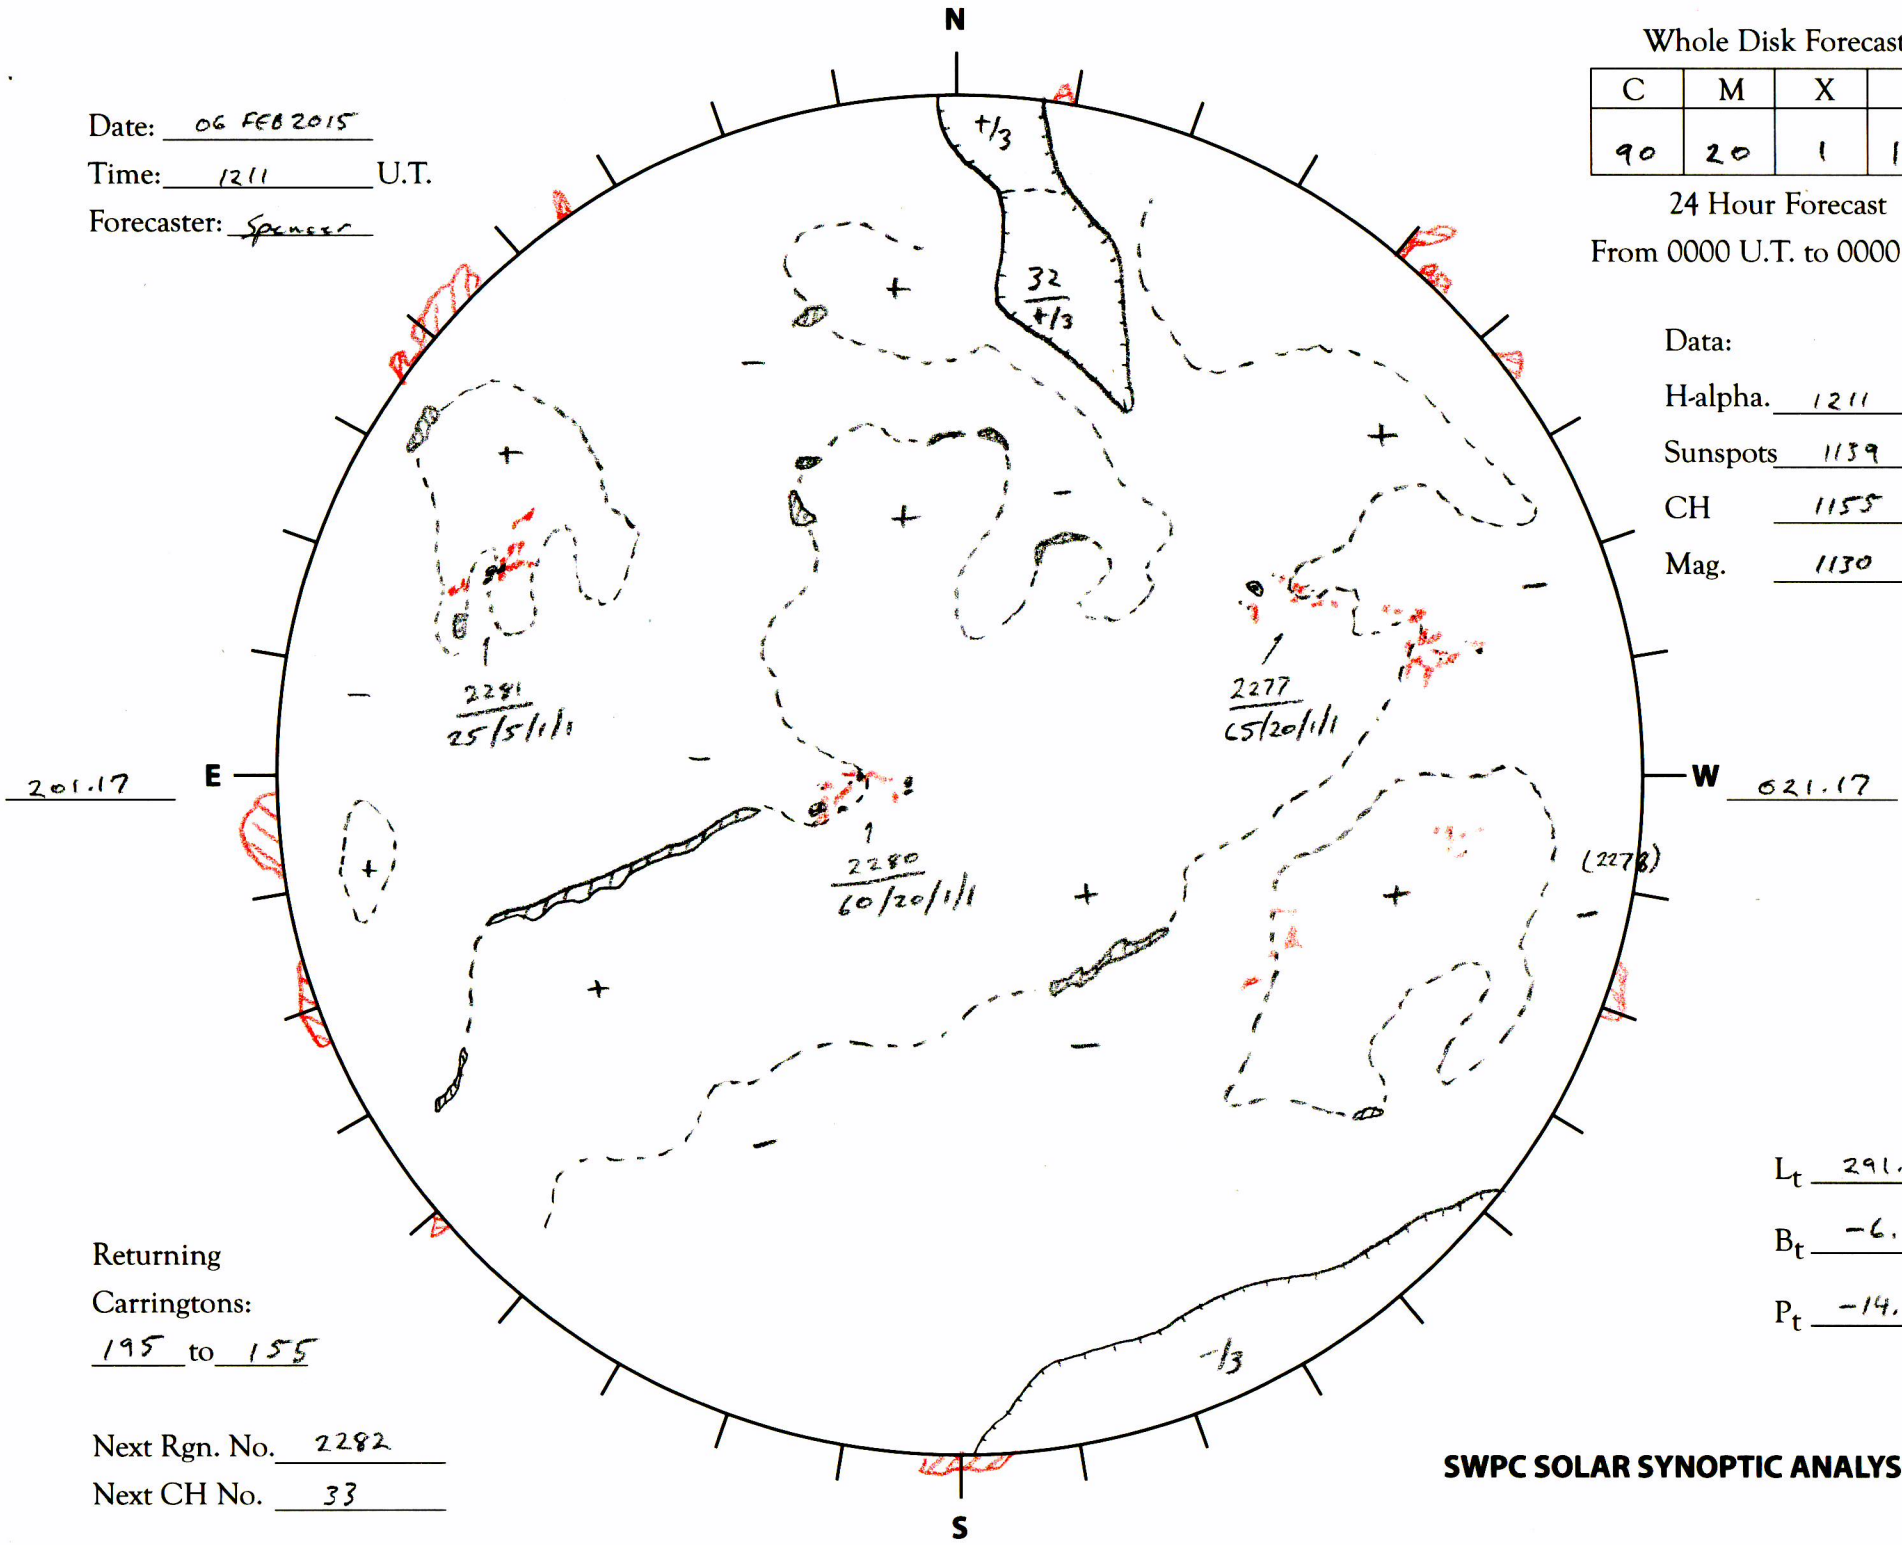 N
Whole Disk Forecast
C M X
90 20 1 1
24 Hour Forecast
From 0000 U.T. to 0000
Date: 06 FEB 2015
Time: 1211 U.T.
Forecaster: Spencer
Data:
H-alpha. 1211
Sunspots 1139
CH 1155
Mag. 1130
+/3
32
+/3
+
-
+
+
+
-
-
-
2281
25/5/1/1
2277
65/20/1/1
-
201.17 E
W 021.17
+
2280
60/20/1/1
+
+
(2278)
-
+
-
-
-/3
Lt 291.
Bt -6.
Pt -14.
Returning
Carringtons:
195 to 155
Next Rgn. No. 2282
Next CH No. 33
SWPC SOLAR SYNOPTIC ANALYS
S